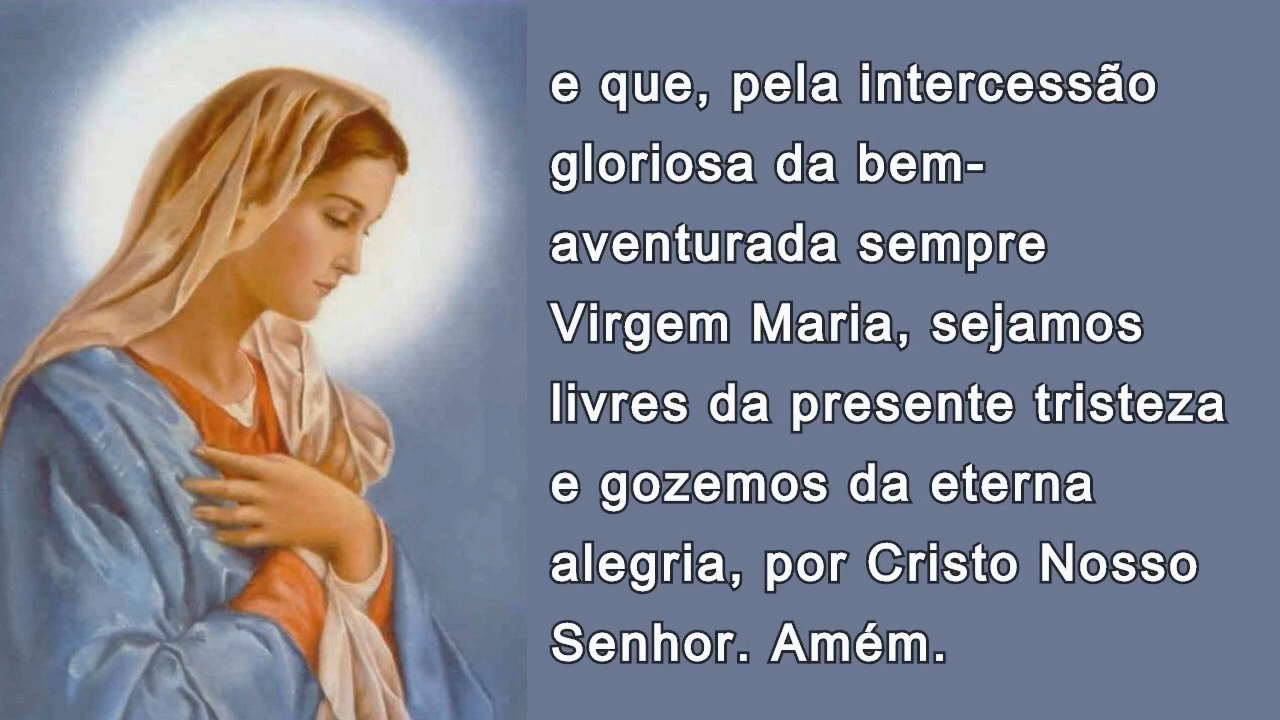 e que, pela intercessão
gloriosa da bem-
aventurada sempre
Virgem Maria, sejamos
livres da presente tristeza
e gozemos da eterna
alegria, por Cristo Nosso
Senhor. Amém.